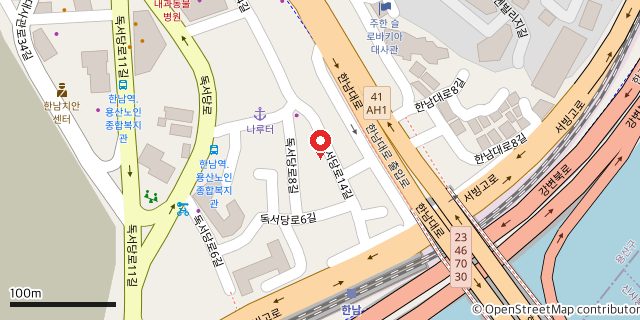 내과동물
병원
대사관로34길
독서당로11길
독서당로
한남역.
용산노인
종합복지
관
한남치안
센터
나루터
한남역.
용산노인
종합복지
관
독서당로8길
서당로14길
독서당로6길
독서당로6길
독서당로11길
주한 슬
로바키아
대사관
한남대로
41
AH1
한남대로 출입로
한남대로
한남대로8길
한남대로8길
서빙고로
서빙고로
강변북로
23
46
70
30
한남
서빙고로
용산구
100m
© OpenStreetMap contributo